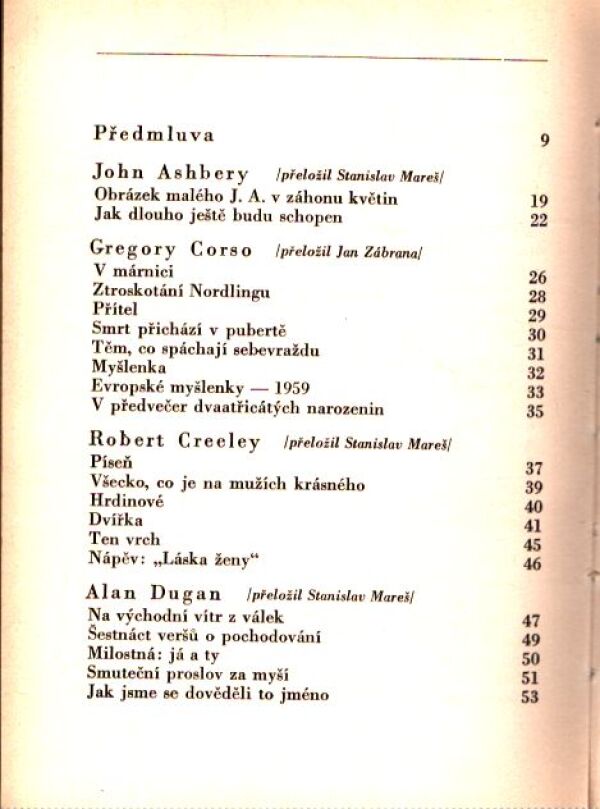 Předmluva 9
John Ashbery /přeložil Stanislav Mareš/
Obrázek malého J. A. v záhonu květin 19
Jak dlouho ještě budu schopen 22
Gregory Corso /přeložil Jan Zábrana/
V márnici 26
Ztroskotání Nordlingu 28
Přítel 29
Smrt přichází v pubertě 30
Těm, co spáchají sebevraždu 31
Myšlenka 32
Evropské myšlenky — 1959 33
V předvečer dvaatřicátých narozenin 35
Robert Creeley /přeložil Stanislav Mareš/
Píseň 37
Všecko, co je na mužích krásného 39
Hrdinové 40
Dvířka 41
Ten vrch 45
Nápěv: „Láska ženy“ 46
Alan Dugan /přeložil Stanislav Mareš/
Na východní vítr z válek 47
Šestnáct veršů o pochodování 49
Milostná: já a ty 50
Smuteční proslov za myší 51
Jak jsme se dověděli to jméno 53